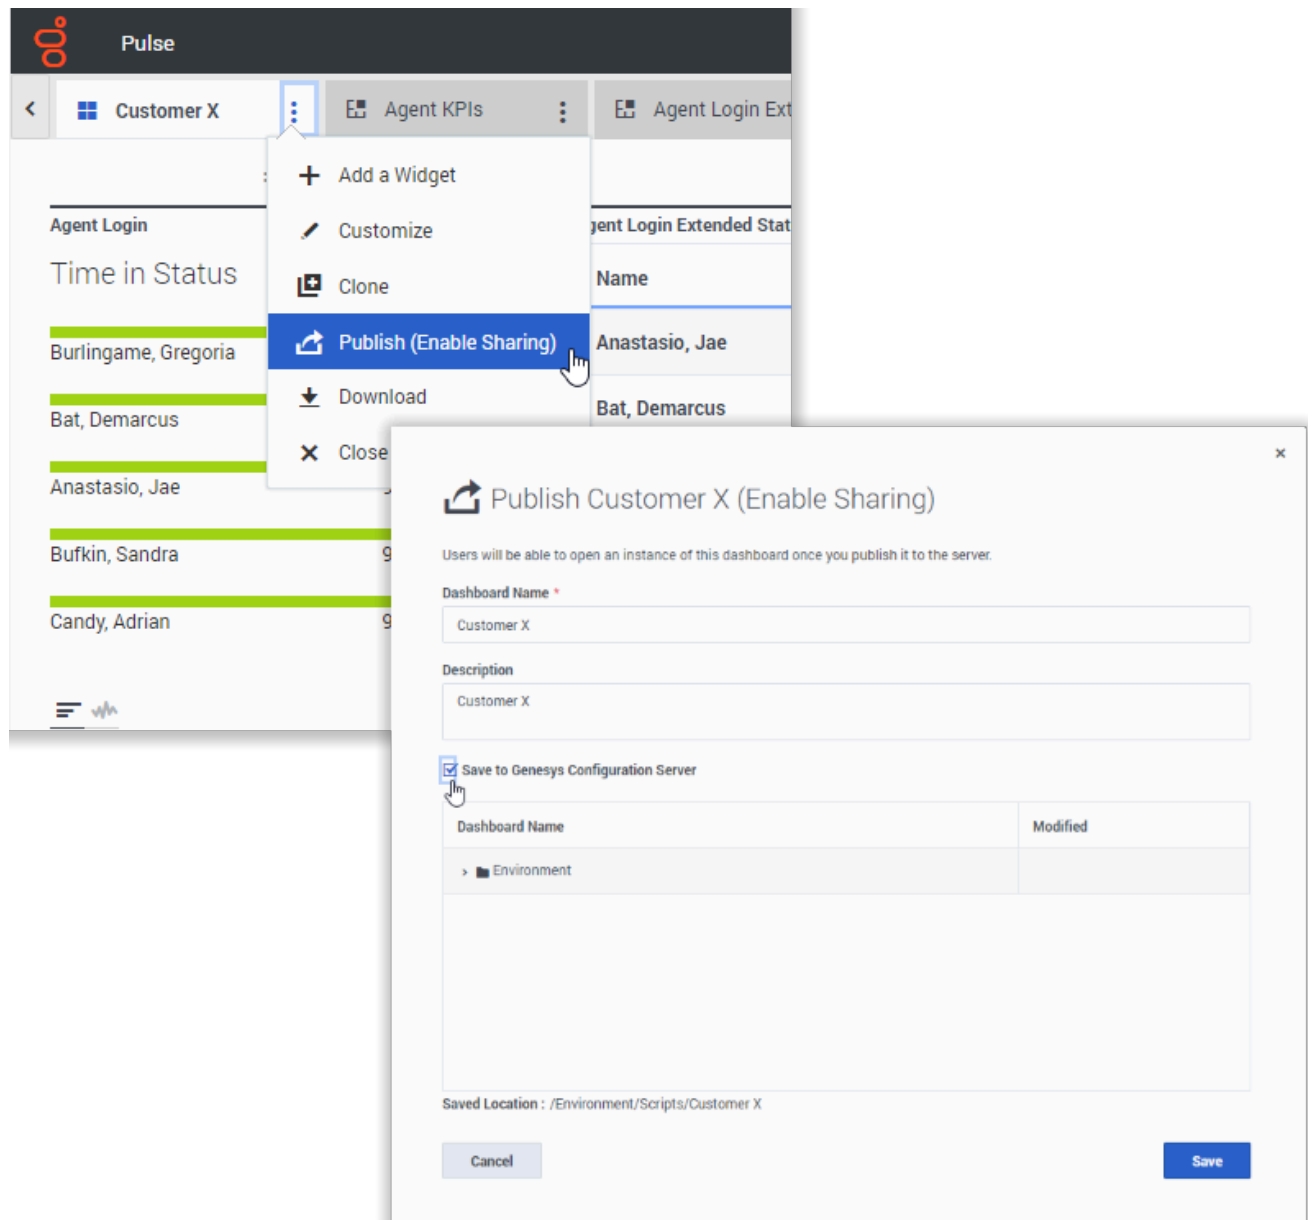 Pulse
Customer X
Agent KPIs
Agent Login Ext
Add a Widget
Customize
Clone
Publish (Enable Sharing)
Download
Close
Agent Login
Time in Status
Burlingame, Gregoria
Bat, Demarcus
Anastasio, Jae
Bufkin, Sandra
9
Candy, Adrian
9
gent Login Extended Stat
Name
Anastasio, Jae
Bat, Demarcus
Publish Customer X (Enable Sharing)
Users will be able to open an instance of this dashboard once you publish it to the server.
Dashboard Name *
Customer X
Description
Customer X
Save to Genesys Configuration Server
Dashboard Name Modified
Environment
Saved Location : /Environment/Scripts/Customer X
Cancel Save